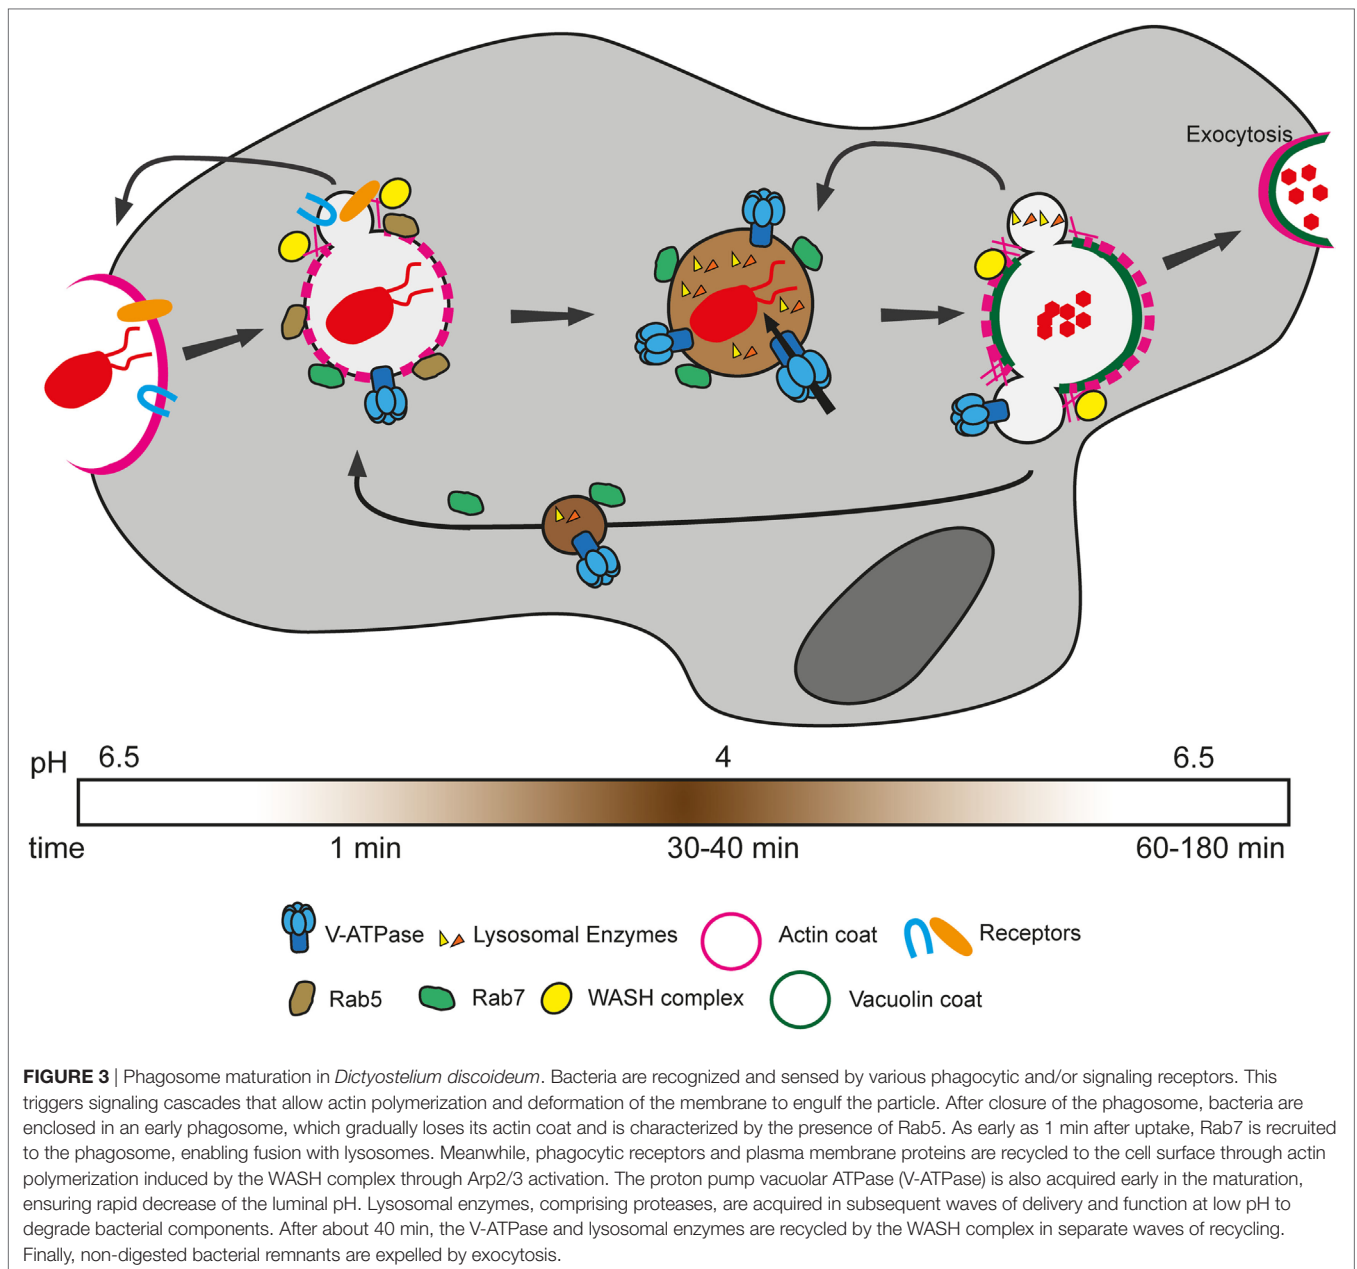 Exocytosis
pH 6.5 4 6.5
time 1 min 30-40 min 60-180 min
V-ATPase Lysosomal Enzymes Actin coat Receptors
Rab5 Rab7 WASH complex Vacuolin coat
FIGURE 3 | Phagosome maturation in Dictyostelium discoideum. Bacteria are recognized and sensed by various phagocytic and/or signaling receptors. This
triggers signaling cascades that allow actin polymerization and deformation of the membrane to engulf the particle. After closure of the phagosome, bacteria are
enclosed in an early phagosome, which gradually loses its actin coat and is characterized by the presence of Rab5. As early as 1 min after uptake, Rab7 is recruited
to the phagosome, enabling fusion with lysosomes. Meanwhile, phagocytic receptors and plasma membrane proteins are recycled to the cell surface through actin
polymerization induced by the WASH complex through Arp2/3 activation. The proton pump vacuolar ATPase (V-ATPase) is also acquired early in the maturation,
ensuring rapid decrease of the luminal pH. Lysosomal enzymes, comprising proteases, are acquired in subsequent waves of delivery and function at low pH to
degrade bacterial components. After about 40 min, the V-ATPase and lysosomal enzymes are recycled by the WASH complex in separate waves of recycling.
Finally, non-digested bacterial remnants are expelled by exocytosis.